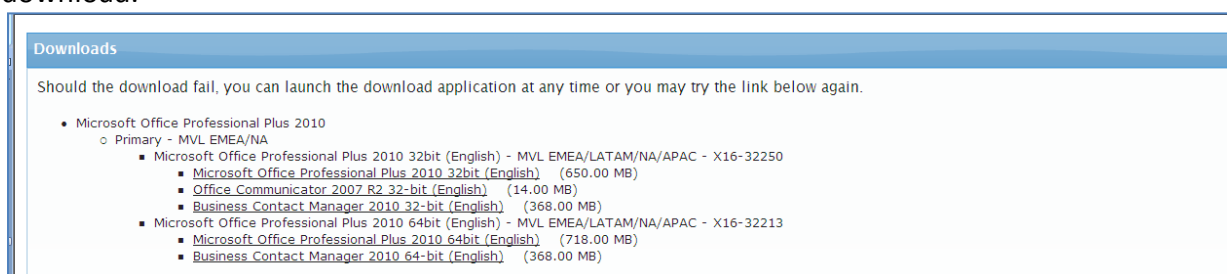 download.
Downloads
Should the download fail, you can launch the download application at any time or you may try the link below again.
• Microsoft Office Professional Plus 2010
○ Primary - MVL EMEA/NA
▪ Microsoft Office Professional Plus 2010 32bit (English) - MVL EMEA/LATAM/NA/APAC - X16-32250
▪ Microsoft Office Professional Plus 2010 32bit (English) (650.00 MB)
▪ Office Communicator 2007 R2 32-bit (English) (14.00 MB)
▪ Business Contact Manager 2010 32-bit (English) (368.00 MB)
▪ Microsoft Office Professional Plus 2010 64bit (English) - MVL EMEA/LATAM/NA/APAC - X16-32213
▪ Microsoft Office Professional Plus 2010 64bit (English) (718.00 MB)
▪ Business Contact Manager 2010 64-bit (English) (368.00 MB)